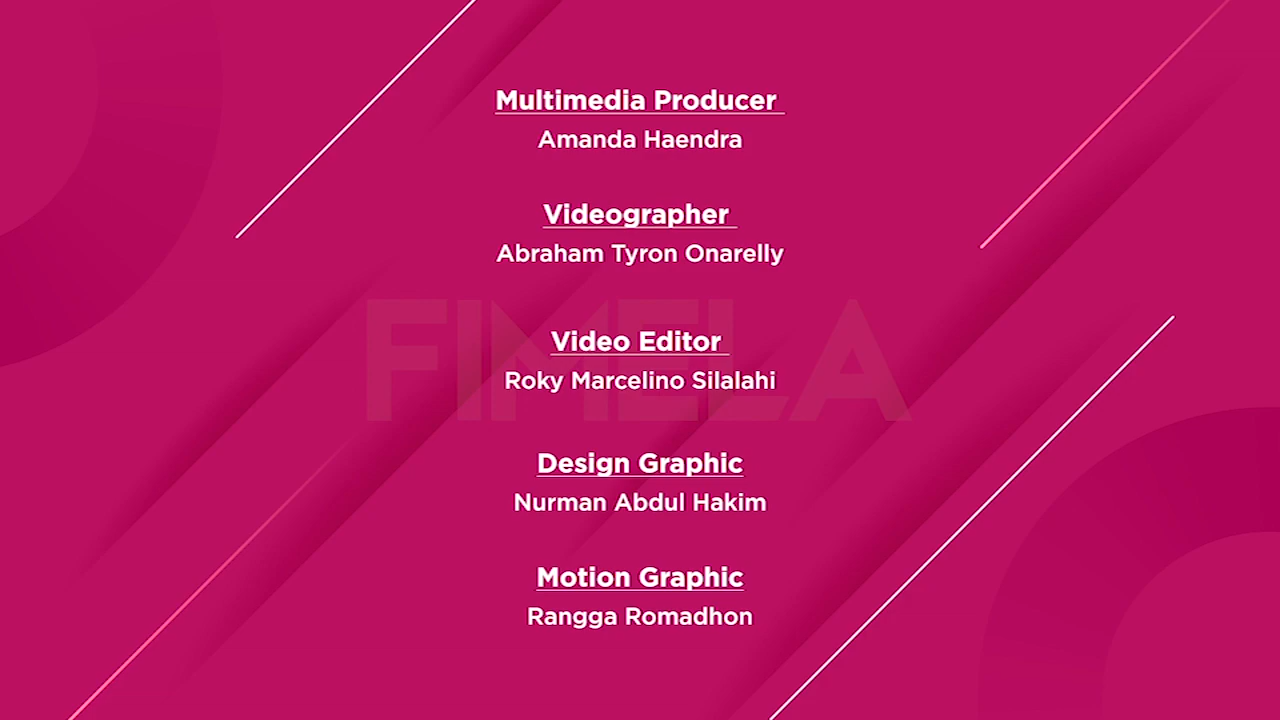 Multimedia Producer
Amanda Haendra
Videographer
Abraham Tyron Onarelly
FIMELA
Video Editor
Roky Marcelino Silalahi
Design Graphic
Nurman Abdul Hakim
Motion Graphic
Rangga Romadhon